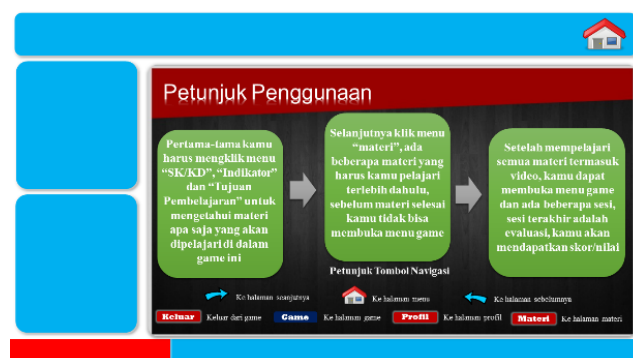 Petunjuk Penggunaan
Pertama-tama kamu
harus mengklik menu
“SK/KD”, “Indikator”
dan “Tujuan
Pembelajaran” untuk
mengetahui materi
apa saja yang akan
dipelajari di dalam
game ini
Selanjutnya klik menu
“materi”, ada
beberapa materi yang
harus kamu pelajari
terlebih dahulu,
sebelum materi selesai
kamu tidak bisa
membuka menu game
Setelah mempelajari
semua materi termasuk
video, kamu dapat
membuka menu game
dan ada beberapa sesi,
sesi terakhir adalah
evaluasi, kamu akan
mendapatkan skor/nilai
Petunjuk Tombol Navigasi
Ke halaman seanjutnya
Ke halaman menu
Ke halaman sebelumnya
Keluar Keluar dari game
Game Ke halaman game
Profil Ke halaman profil
Materi Ke halaman materi